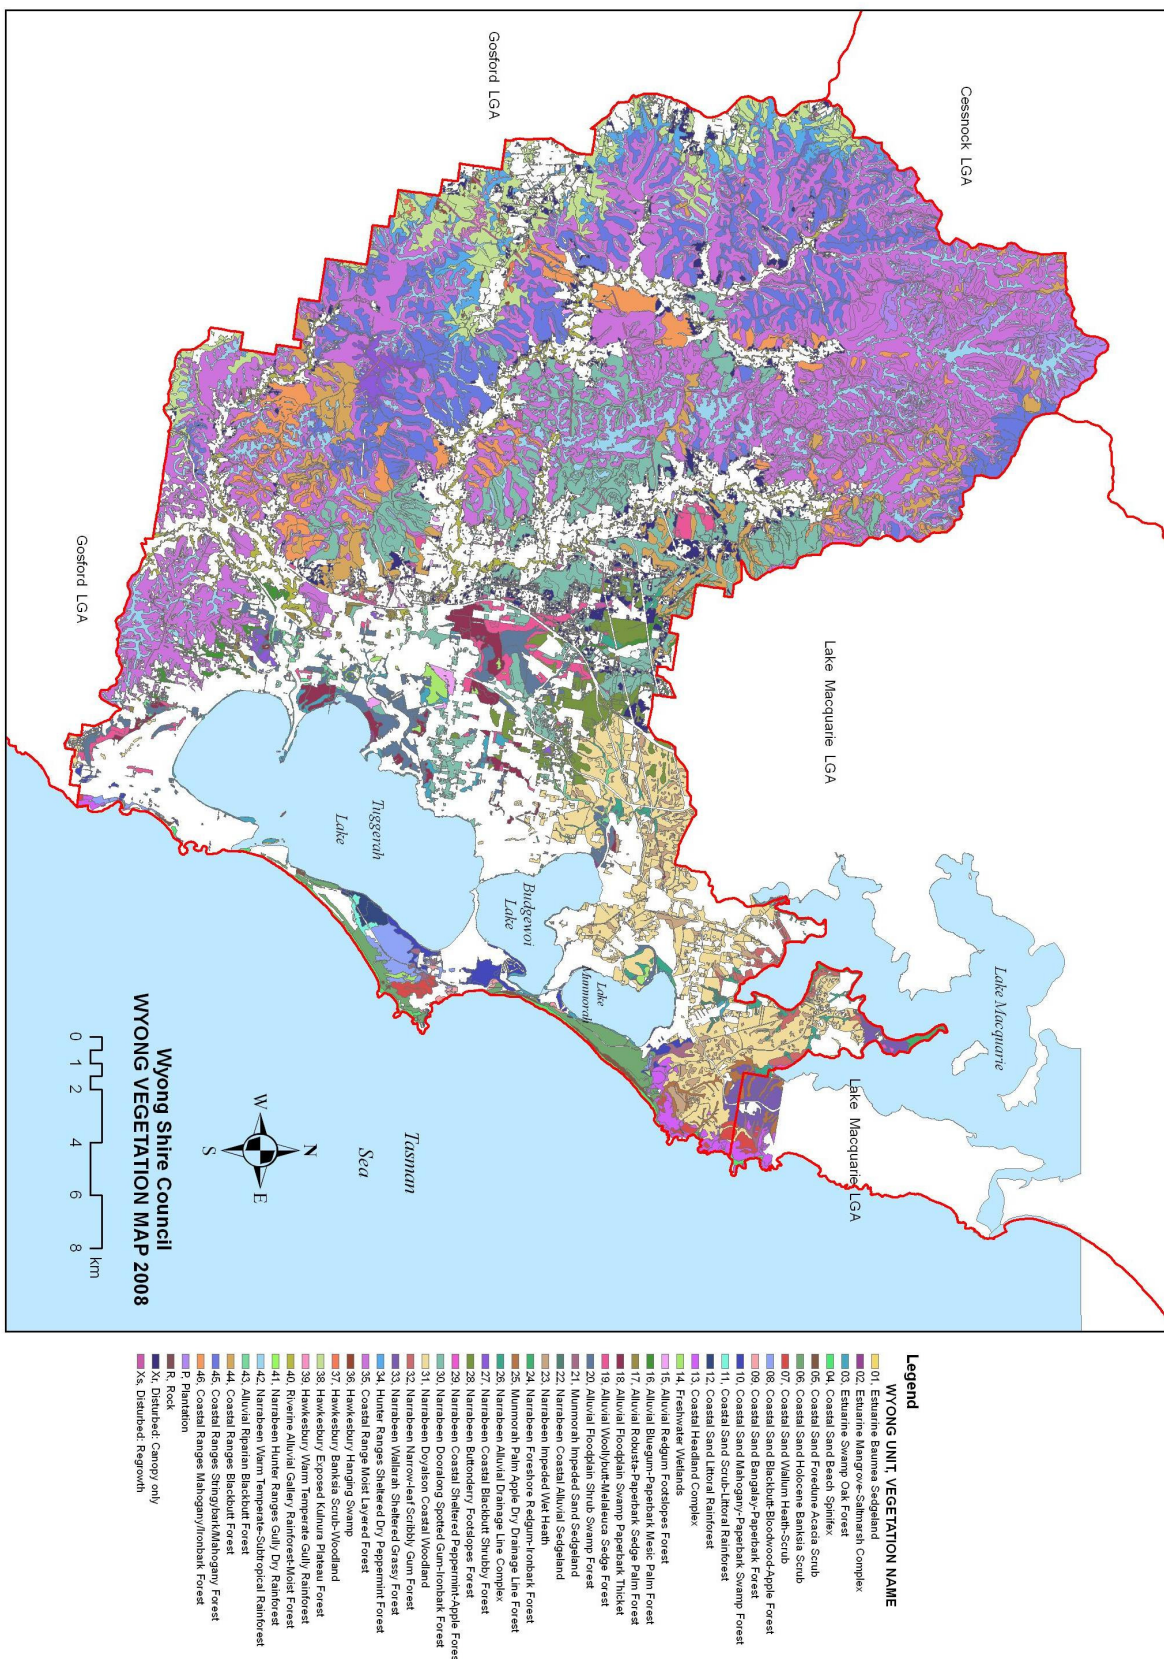 Cessnock LGA
Gosford LGA
Lake Macquarie LGA
Lake Macquarie
Lake Macquarie LGA
Gosford LGA
Tuggerah
Lake
Budgewoi
Lake
Lake
Munmorah
Tasman
Sea
N
W
E
S
Wyong Shire Council
WYONG VEGETATION MAP 2008
0 1 2 4 6 8
km
Legend
WYONG UNIT, VEGETATION NAME
01. Estuarine Baumea Sedgeland
02. Estuarine Mangrove-Saltmarsh Complex
03. Estuarine Swamp Oak Forest
04. Coastal Sand Beach Spinifex
05. Coastal Sand Foredune Acacia Scrub
06. Coastal Sand Holocene Banksia Scrub
07. Coastal Sand Wallum Heath-Scrub
08. Coastal Sand Blackbutt-Bloodwood-Apple Forest
09. Coastal Sand Bangalay-Paperbark Forest
10. Coastal Sand Mahogany-Paperbark Swamp Forest
11. Coastal Sand Scrub-Littoral Rainforest
12. Coastal Sand Littoral Rainforest
13. Coastal Headland Complex
14. Freshwater Wetlands
15. Alluvial Redgum Footslopes Forest
16. Alluvial Bluegum-Paperbark Mesic Palm Forest
17. Alluvial Robusta-Paperbark Sedge Palm Forest
18. Alluvial Floodplain Swamp Paperbark Thicket
19. Alluvial Woollybutt-Melaleuca Sedge Forest
20. Alluvial Floodplain Shrub Swamp Forest
21. Munmorah Impeded Sand Sedgeland
22. Narrabeen Coastal Alluvial Sedgeland
23. Narrabeen Impeded Wet Heath
24. Narrabeen Foreshore Redgum-Ironbark Forest
25. Munmorah Palm Apple Dry Drainage Line Forest
26. Narrabeen Alluvial Drainage Line Complex
27. Narrabeen Coastal Blackbutt Shrubby Forest
28. Narrabeen Buttonderry Footslopes Forest
29. Narrabeen Coastal Sheltered Peppermint-Apple Fores
30. Narrabeen Dooralong Spotted Gum-Ironbark Forest
31. Narrabeen Doyalson Coastal Woodland
32. Narrabeen Narrow-leaf Scribbly Gum Forest
33. Narrabeen Wallarah Sheltered Grassy Forest
34. Hunter Ranges Sheltered Dry Peppermint Forest
35. Coastal Range Moist Layered Forest
36. Hawkesbury Hanging Swamp
37. Hawkesbury Banksia Scrub-Woodland
38. Hawkesbury Exposed Kulnura Plateau Forest
39. Hawkesbury Warm Temperate Gully Rainforest
40. Riverine Alluvial Gallery Rainforest-Moist Forest
41. Narrabeen Hunter Ranges Gully Dry Rainforest
42. Narrabeen Warm Temperate-Subtropical Rainforest
43. Alluvial Riparian Blackbutt Forest
44. Coastal Ranges Blackbutt Forest
45. Coastal Ranges Stringybark/Mahogany Forest
46. Coastal Ranges Mahogany/Ironbark Forest
P, Plantation
R, Rock
Xr, Disturbed: Canopy only
Xs, Disturbed: Regrowth